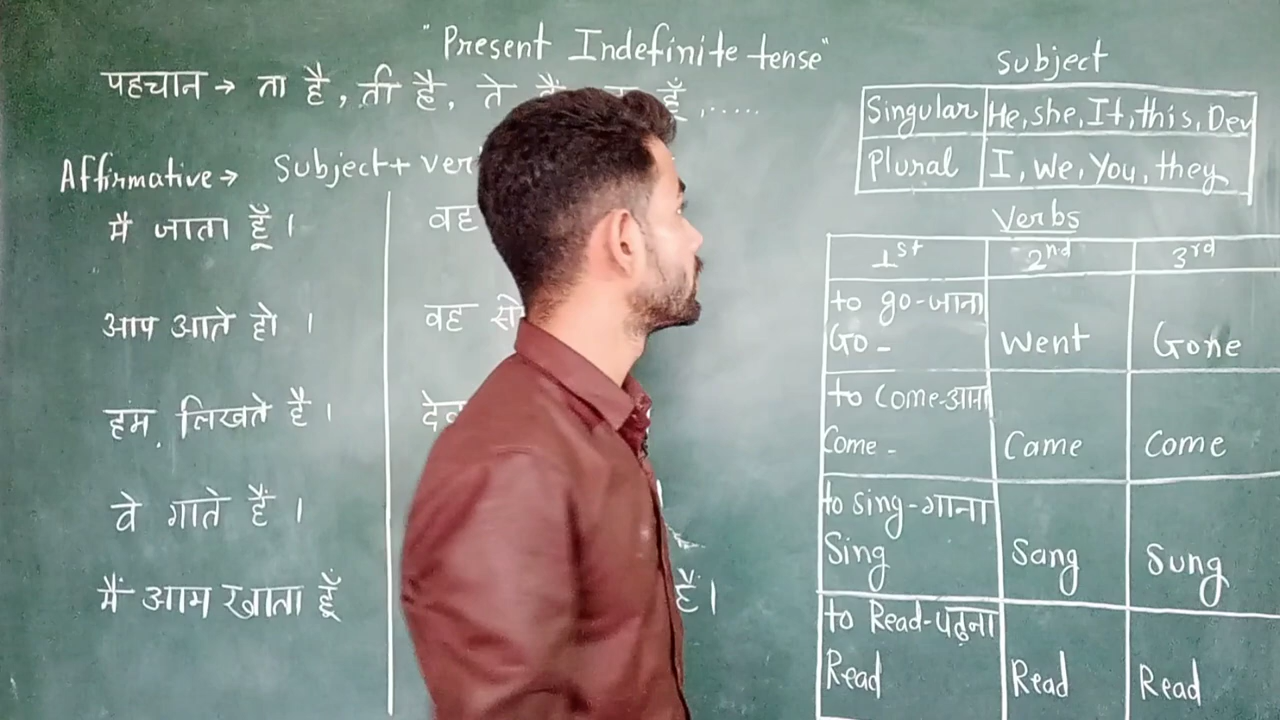 "Present Indefinite tense"
पहचान → ता है, ती है, ते हैं हूँ, .....
Affirmative → Subject + ver
मैं जाता हूँ ।
आप आते हो ।
हम लिखते हैं ।
वे गाते हैं ।
मैं आम खाता हूँ
वह
वह
हैं।
Subject
Singular He, she, It, this, Dev
Plural I, We, You, they
Verbs
1st 2nd 3rd
to go - जाना
Go - Went Gone
to Come - आना
Come - Came Come
to sing - गाना
Sing Sang Sung
to Read - पढ़ना
Read Read Read